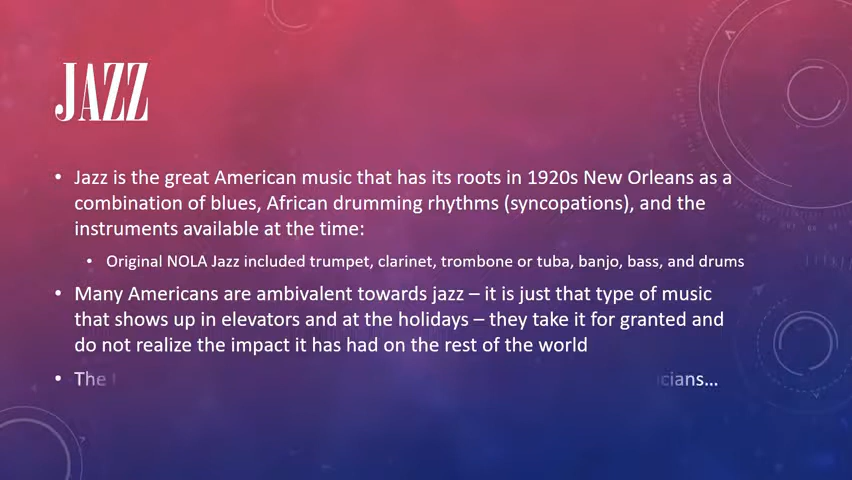 JAZZ
• Jazz is the great American music that has its roots in 1920s New Orleans as a
combination of blues, African drumming rhythms (syncopations), and the
instruments available at the time:
• Original NOLA Jazz included trumpet, clarinet, trombone or tuba, banjo, bass, and drums
• Many Americans are ambivalent towards jazz – it is just that type of music
that shows up in elevators and at the holidays – they take it for granted and
do not realize the impact it has had on the rest of the world
• The